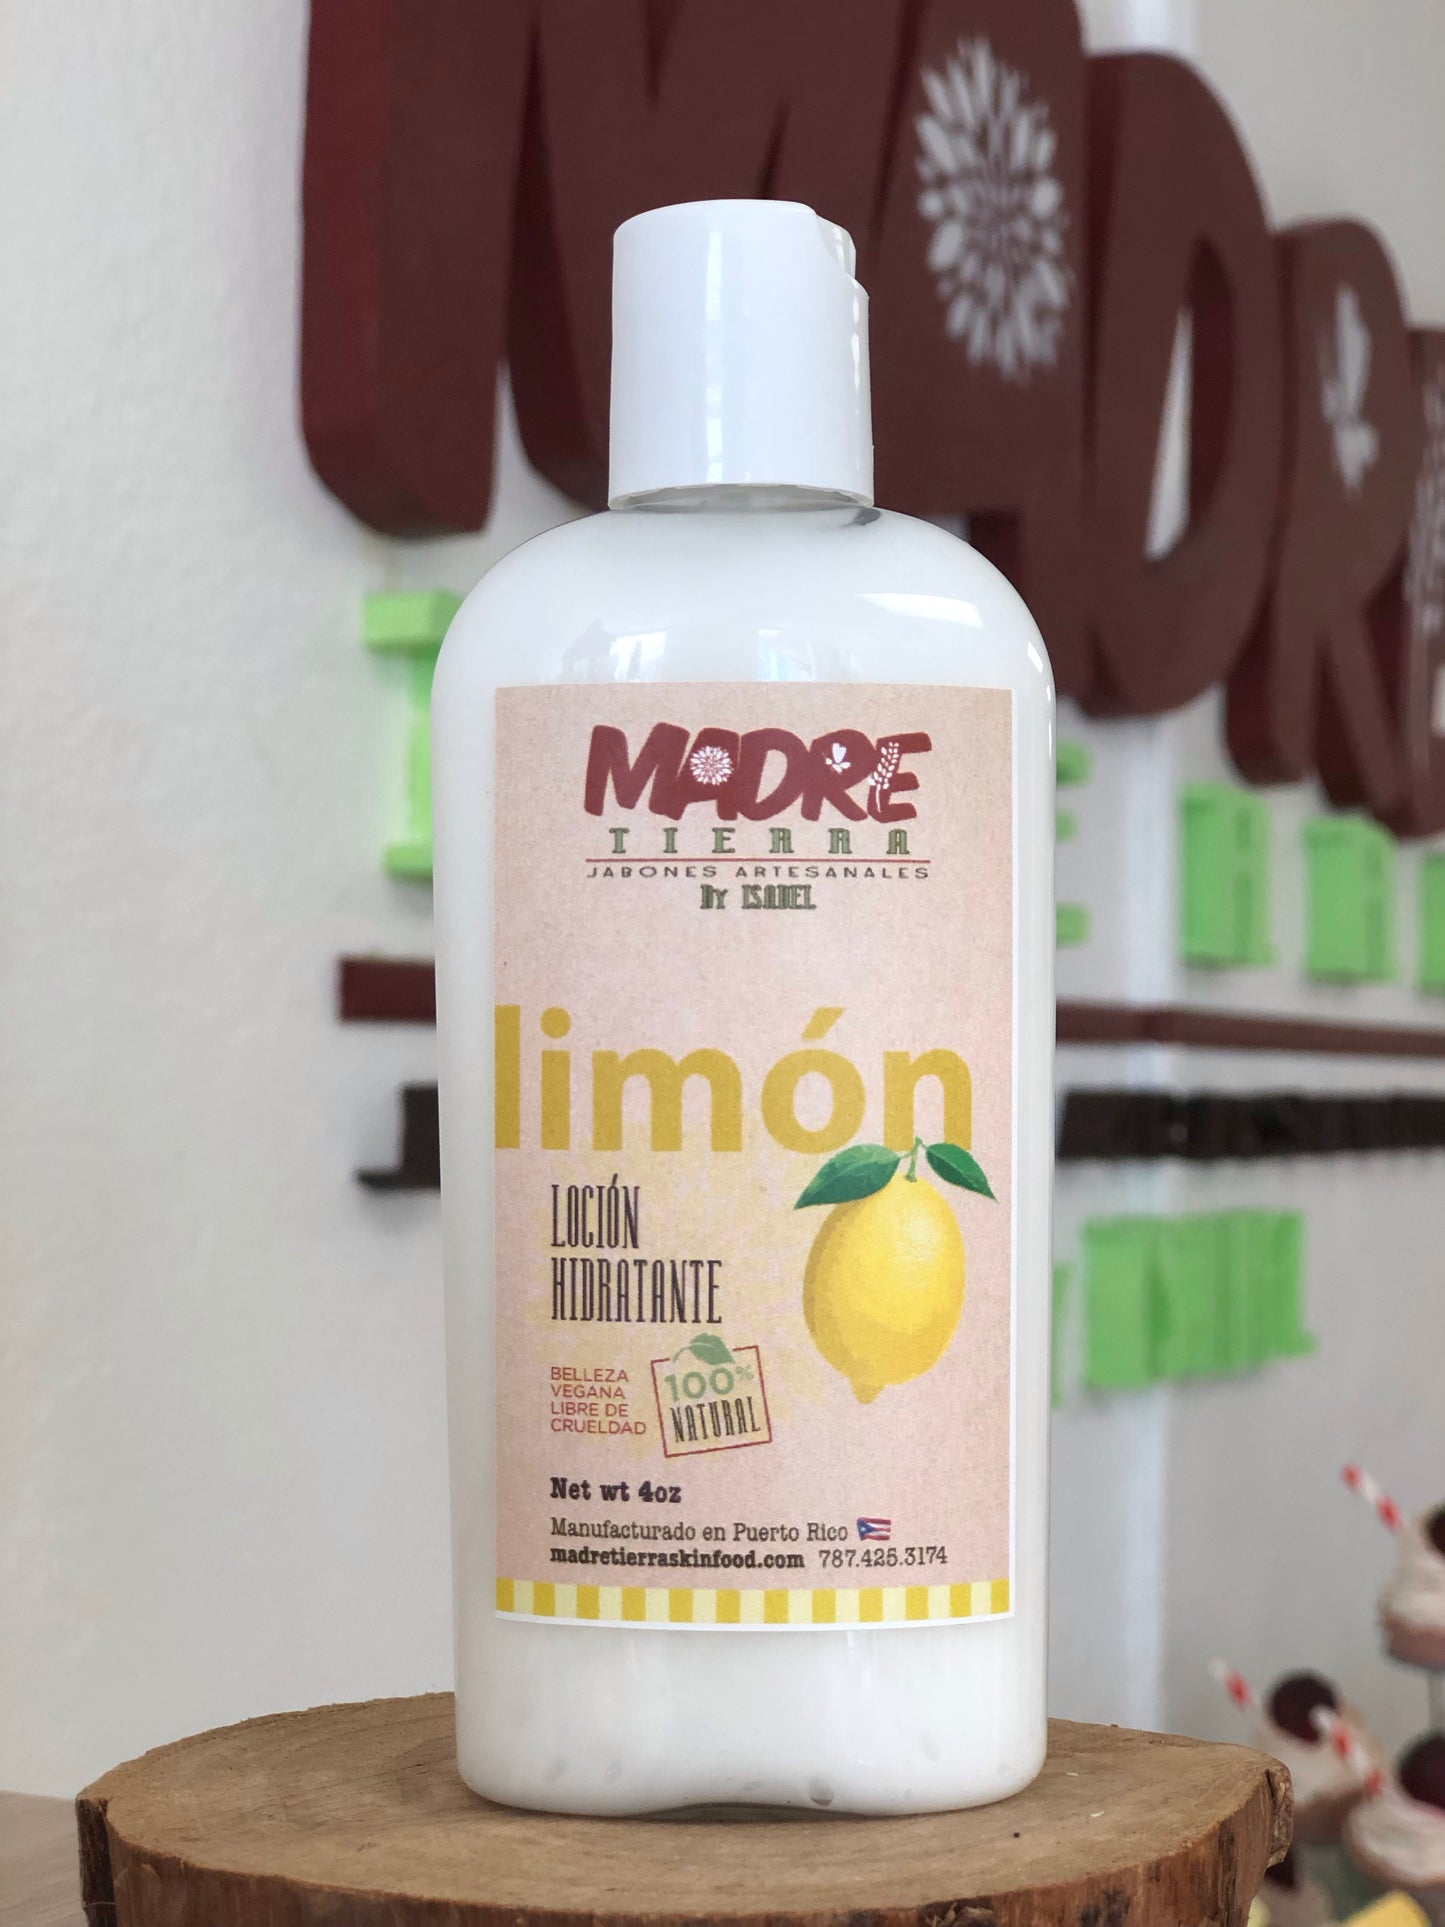 MADRE
TIERRA
JABONES ARTESANALES
By ISABEL
limón
LOCIÓN
HIDRATANTE
BELLEZA
VEGANA
LIBRE DE
CRUELDAD
100%
NATURAL
Net wt 4oz
Manufacturado en Puerto Rico
madretierraskinfood.com 787.425.3174
MADRE